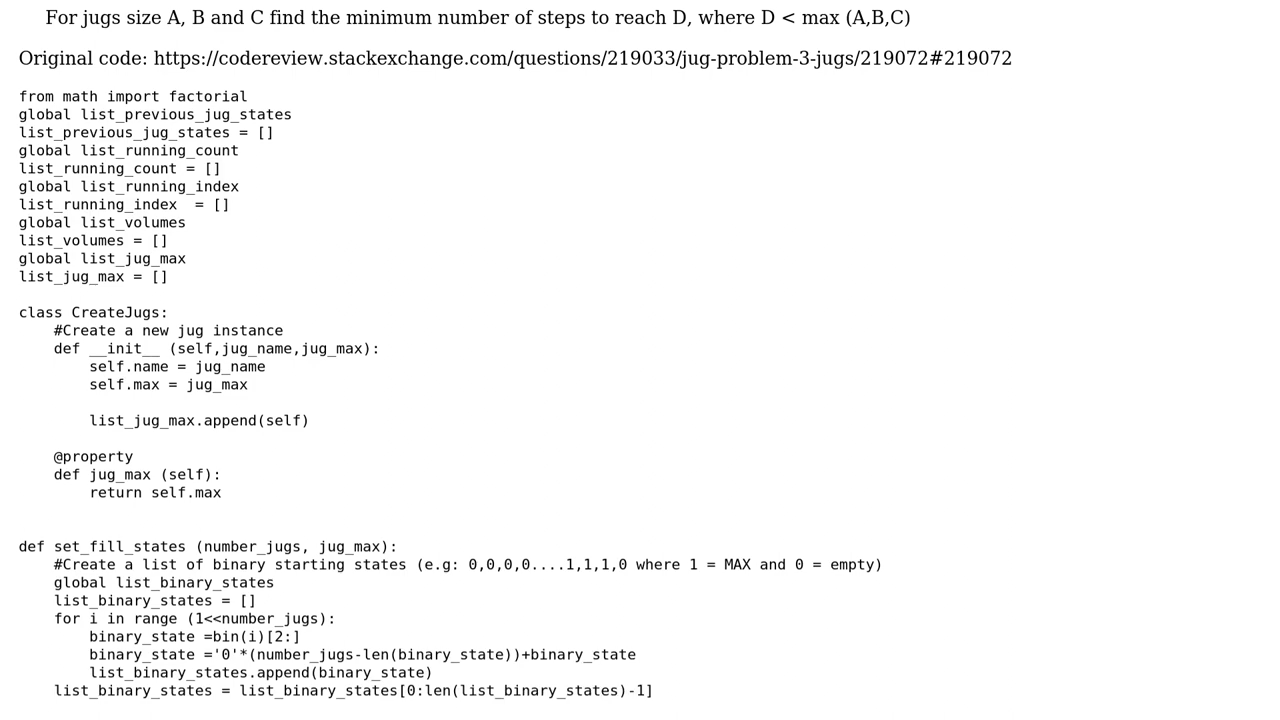 For jugs size A, B and C find the minimum number of steps to reach D, where D < max (A,B,C)
Original code: https://codereview.stackexchange.com/questions/219033/jug-problem-3-jugs/219072#219072
from math import factorial
global list_previous_jug_states
list_previous_jug_states = []
global list_running_count
list_running_count = []
global list_running_index
list_running_index  = []
global list_volumes
list_volumes = []
global list_jug_max
list_jug_max = []

class CreateJugs:
    #Create a new jug instance
    def __init__ (self,jug_name,jug_max):
        self.name = jug_name
        self.max = jug_max

        list_jug_max.append(self)

    @property
    def jug_max (self):
        return self.max


def set_fill_states (number_jugs, jug_max):
    #Create a list of binary starting states (e.g: 0,0,0,0....1,1,1,0 where 1 = MAX and 0 = empty)
    global list_binary_states
    list_binary_states = []
    for i in range (1<<number_jugs):
        binary_state =bin(i)[2:]
        binary_state ='0'*(number_jugs-len(binary_state))+binary_state
        list_binary_states.append(binary_state)
    list_binary_states = list_binary_states[0:len(list_binary_states)-1]